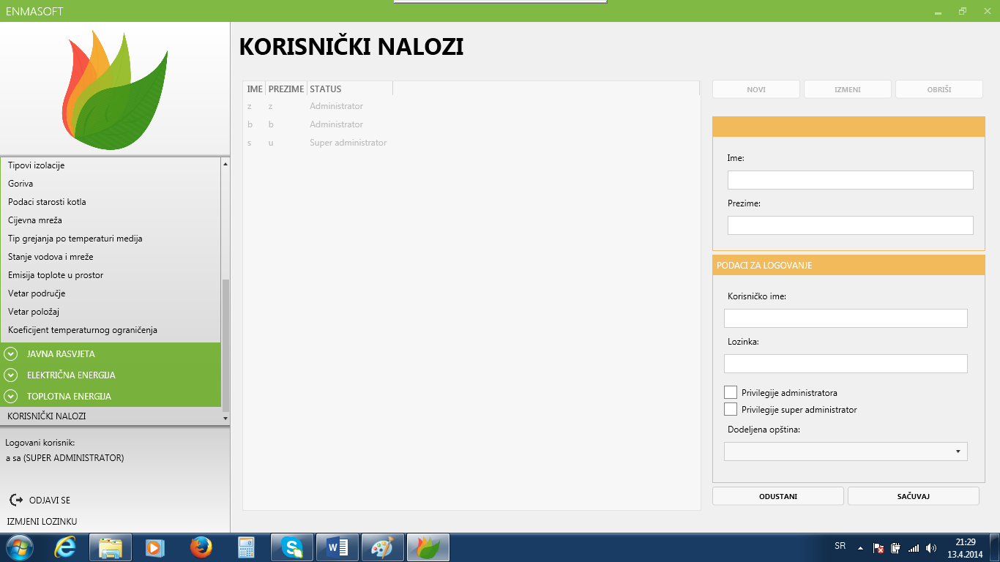 ENMASOFT
KORISNIČKI NALOZI
IME PREZIME STATUS
z z Administrator
b b Administrator
s u Super administrator
NOVI IZMENI OBRIŠI
Ime:
Prezime:
PODACI ZA LOGOVANJE
Korisničko ime:
Lozinka:
Privilegije administratora
Privilegije super administrator
Dodeljena opština:
ODUSTANI SAČUVAJ
Tipovi izolacije
Goriva
Podaci starosti kotla
Cijevna mreža
Tip grejanja po temperaturi medija
Stanje vodova i mreže
Emisija toplote u prostor
Vetar područje
Vetar položaj
Koeficijent temperaturnog ograničenja
JAVNA RASVJETA
ELEKTRIČNA ENERGIJA
TOPLOTNA ENERGIJA
KORISNIČKI NALOZI
Logovani korisnik:
a sa (SUPER ADMINISTRATOR)
ODJAVI SE
IZMJENI LOZINKU
SR
21:29
13.4.2014